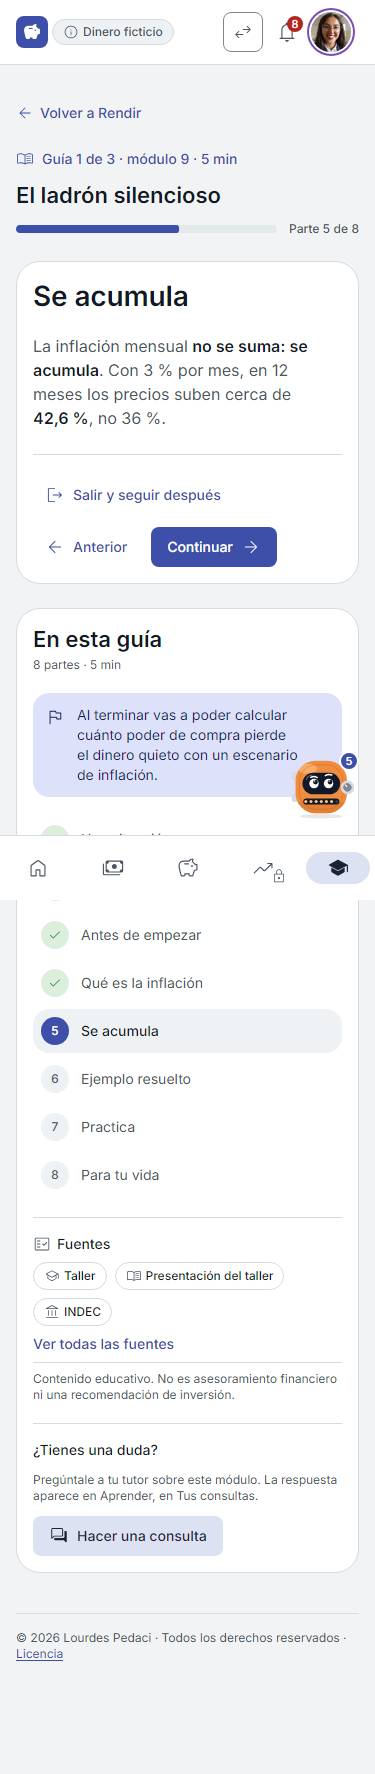 Dinero ficticio
8
Volver a Rendir
Guía 1 de 3 · módulo 9 · 5 min
El ladrón silencioso
Parte 5 de 8
Se acumula
La inflación mensual no se suma: se
acumula. Con 3 % por mes, en 12
meses los precios suben cerca de
42,6 %, no 36 %.
Salir y seguir después
Anterior
Continuar
En esta guía
8 partes · 5 min
Al terminar vas a poder calcular
cuánto poder de compra pierde
el dinero quieto con un escenario
de inflación.
5
Antes de empezar
Qué es la inflación
5 Se acumula
6 Ejemplo resuelto
7 Practica
8 Para tu vida
Fuentes
Taller
Presentación del taller
INDEC
Ver todas las fuentes
Contenido educativo. No es asesoramiento financiero
ni una recomendación de inversión.
¿Tienes una duda?
Pregúntale a tu tutor sobre este módulo. La respuesta
aparece en Aprender, en Tus consultas.
Hacer una consulta
© 2026 Lourdes Pedaci · Todos los derechos reservados ·
Licencia